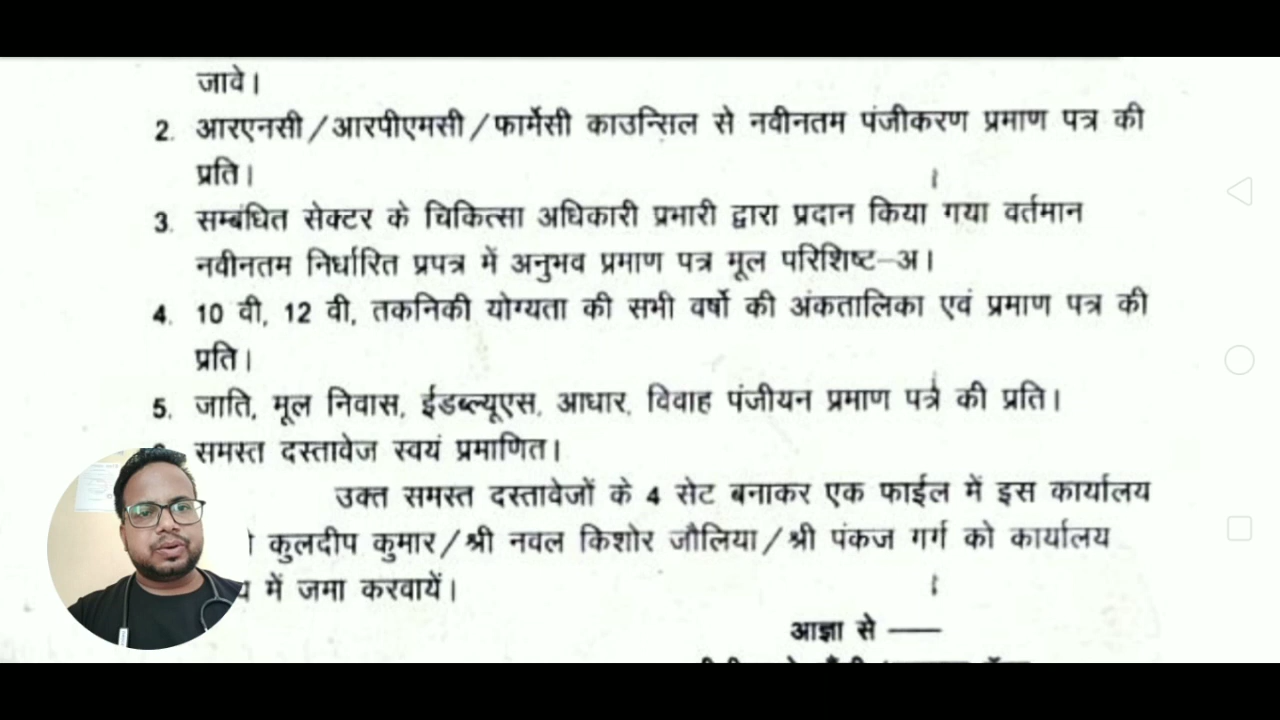 जावे।
2. आरएनसी/आरपीएमसी/फार्मेसी काउन्सिल से नवीनतम पंजीकरण प्रमाण पत्र की
प्रति।
3. सम्बंधित सेक्टर के चिकित्सा अधिकारी प्रभारी द्वारा प्रदान किया गया वर्तमान
नवीनतम निर्धारित प्रपत्र में अनुभव प्रमाण पत्र मूल परिशिष्ट–अ।
4. 10 वी, 12 वी, तकनिकी योग्यता की सभी वर्षो की अंकतालिका एवं प्रमाण पत्र की
प्रति।
5. जाति, मूल निवास, ईडब्ल्यूएस, आधार, विवाह पंजीयन प्रमाण पत्र की प्रति।
समस्त दस्तावेज स्वयं प्रमाणित।
उक्त समस्त दस्तावेजों के 4 सेट बनाकर एक फाईल में इस कार्यालय
कुलदीप कुमार/श्री नवल किशोर जौलिया/श्री पंकज गर्ग को कार्यालय
में जमा करवायें।
आज्ञा से ——